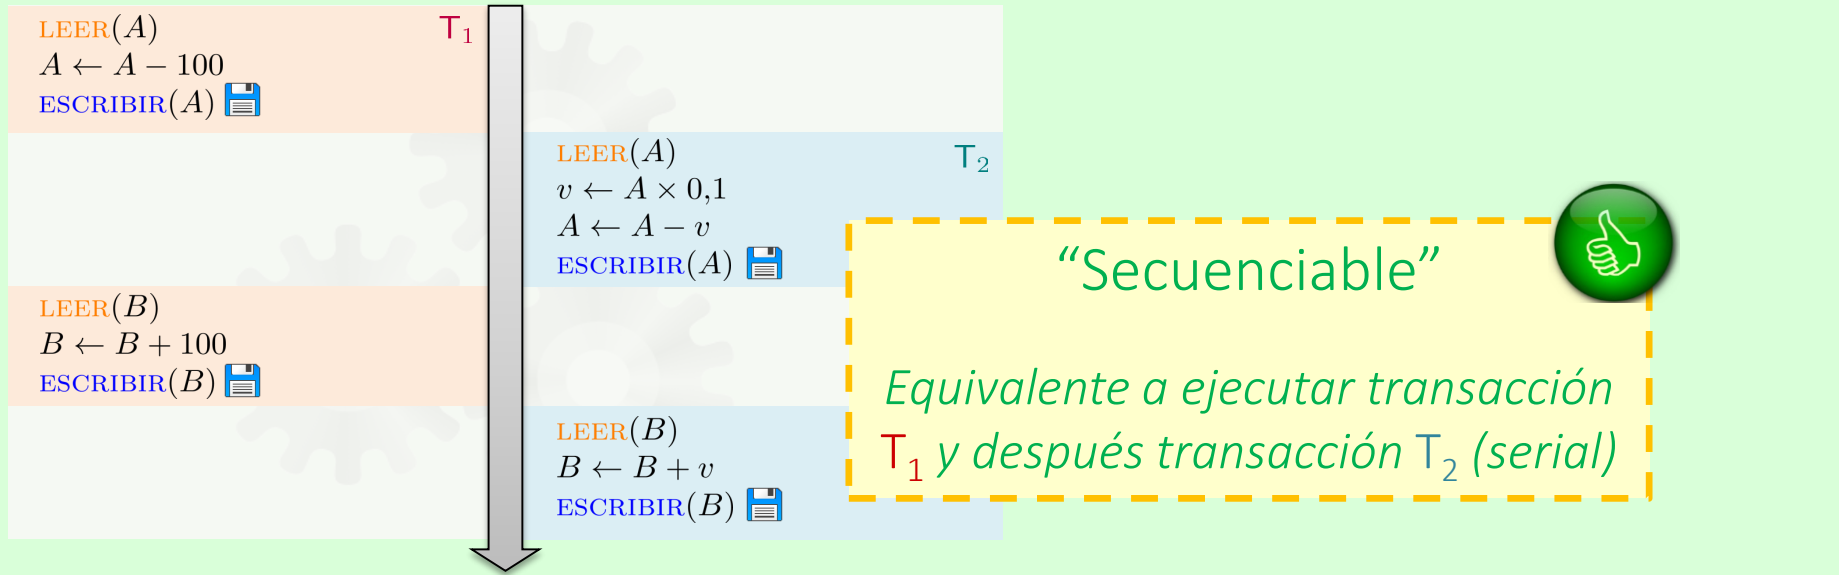 LEER(A)
T₁
A ← A − 100
ESCRIBIR(A)
LEER(A)
T₂
v ← A × 0,1
A ← A − v
ESCRIBIR(A)
LEER(B)
B ← B + 100
ESCRIBIR(B)
LEER(B)
B ← B + v
ESCRIBIR(B)
“Secuenciable”
Equivalente a ejecutar transacción
T₁ y después transacción T₂ (serial)